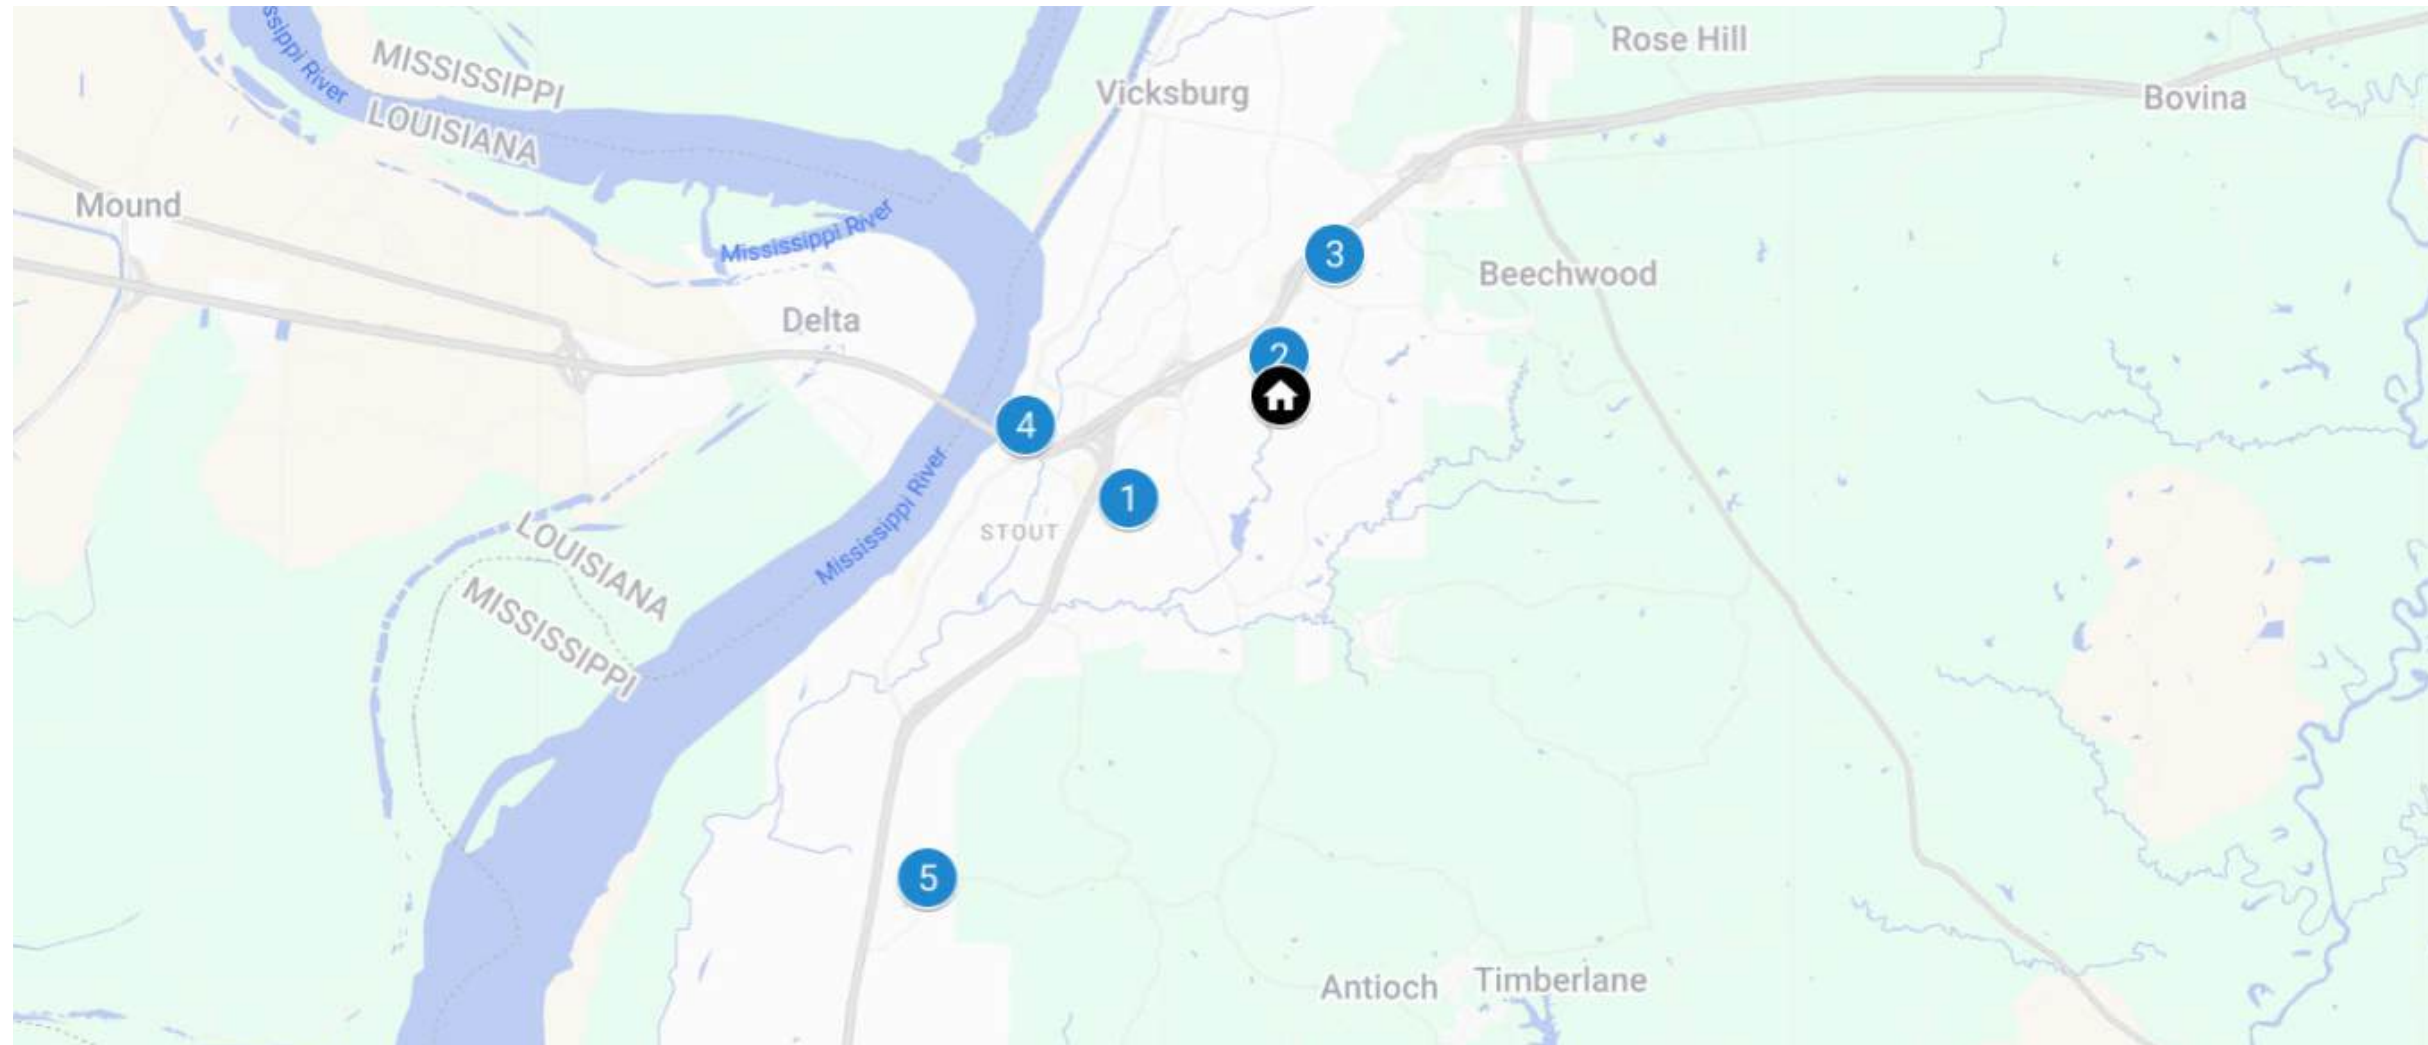 ssippi River
MISSISSIPPI
LOUISIANA
Vicksburg
Rose Hill
Bovina
Mound
Mississippi River
3
Beechwood
Delta
2
4
Mississippi River
1
STOUT
LOUISIANA
MISSISSIPPI
5
Antioch
Timberlane